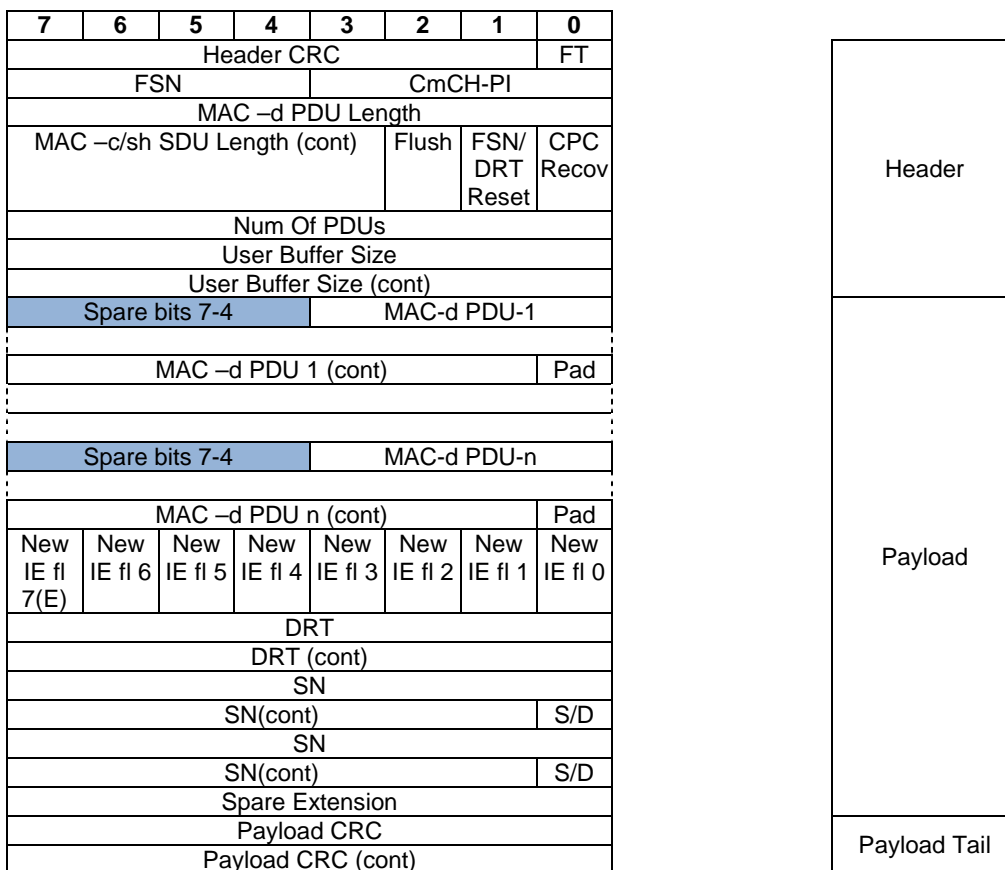 7 6 5 4 3 2 1 0
Header CRC FT
FSN CmCH-PI
MAC –d PDU Length
MAC –c/sh SDU Length (cont) Flush FSN/ CPC
DRT Recov
Reset
Num Of PDUs
User Buffer Size
User Buffer Size (cont)
Spare bits 7-4 MAC-d PDU-1
MAC –d PDU 1 (cont) Pad
Spare bits 7-4 MAC-d PDU-n
MAC –d PDU n (cont) Pad
New New New New New New New New
IE fl IE fl 6 IE fl 5 IE fl 4 IE fl 3 IE fl 2 IE fl 1 IE fl 0
7(E)
DRT
DRT (cont)
SN
SN(cont) S/D
SN
SN(cont) S/D
Spare Extension
Payload CRC
Payload CRC (cont)
Header
Payload
Payload Tail